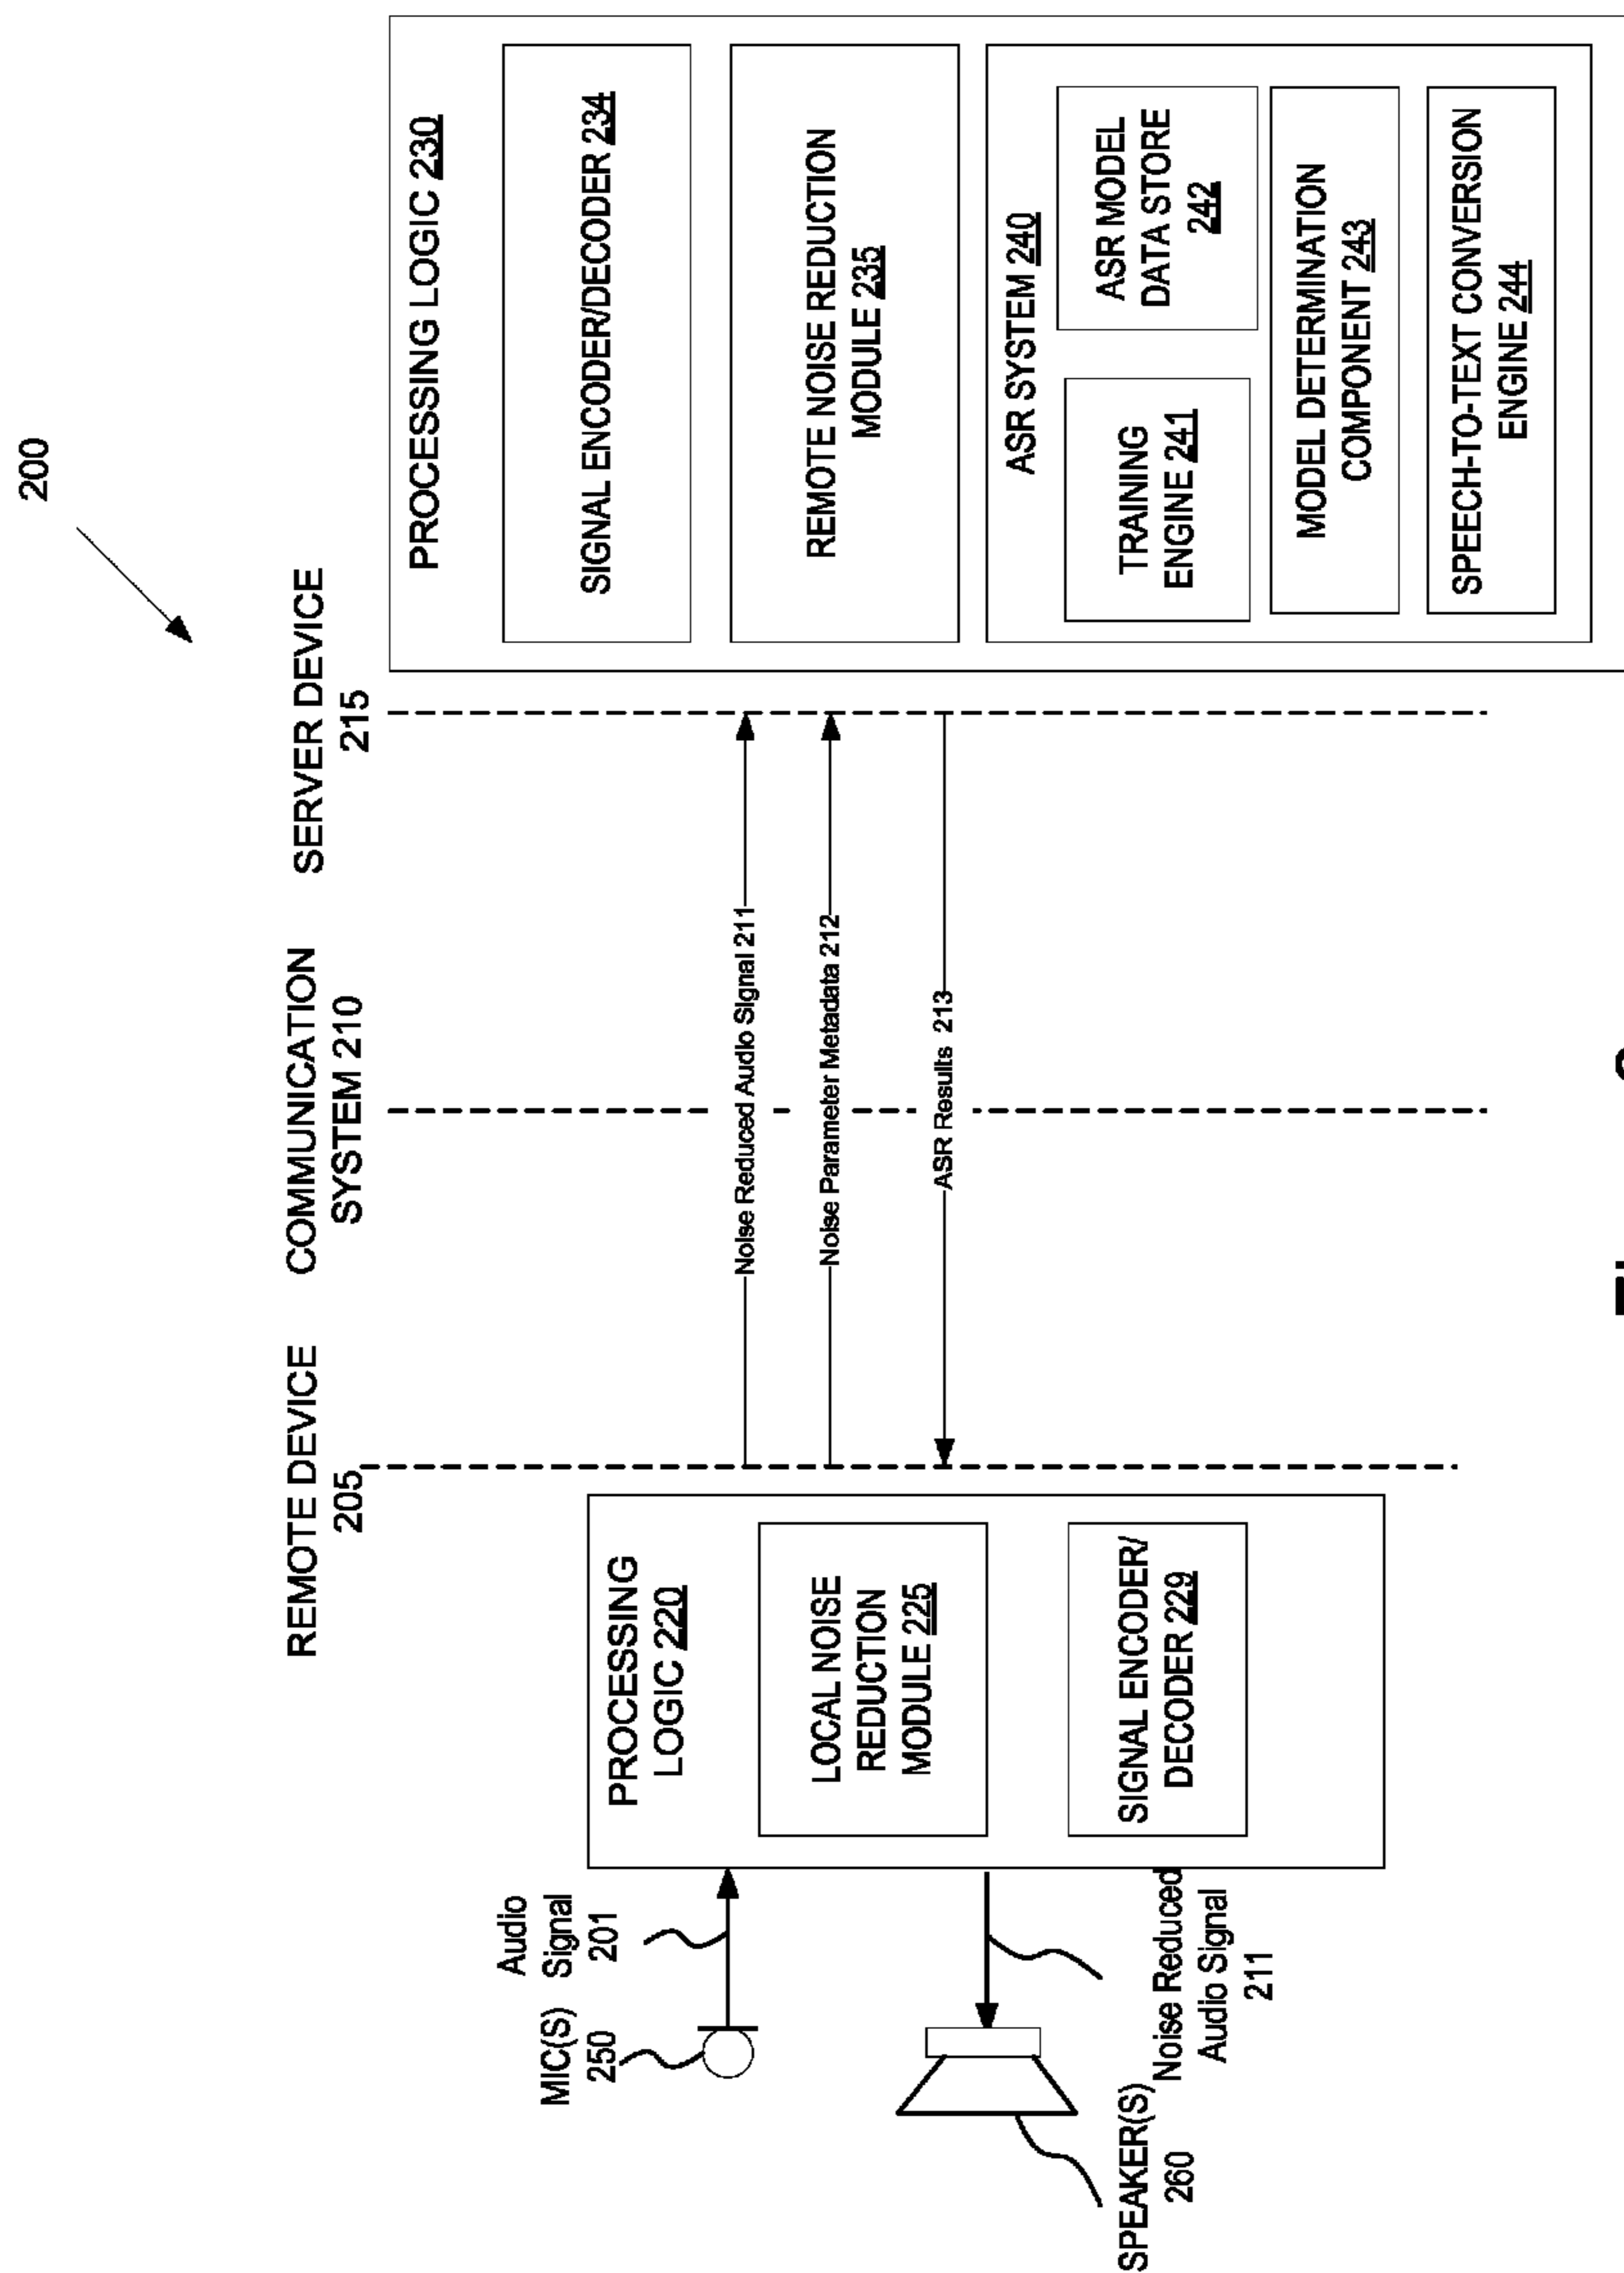 200
REMOTE DEVICE
205
COMMUNICATION
SYSTEM 210
SERVER DEVICE
215
MIC(S)
250
Audio
Signal
201
SPEAKER(S)
260
Noise Reduced
Audio Signal
211
PROCESSING
LOGIC 220
LOCAL NOISE
REDUCTION
MODULE 225
SIGNAL ENCODER/
DECODER 229
Noise Reduced Audio Signal 211
Noise Parameter Metadata 212
ASR Results 213
PROCESSING LOGIC 230
SIGNAL ENCODER/DECODER 234
REMOTE NOISE REDUCTION
MODULE 235
ASR SYSTEM 240
TRAINING
ENGINE 241
ASR MODEL
DATA STORE
242
MODEL DETERMINATION
COMPONENT 243
SPEECH-TO-TEXT CONVERSION
ENGINE 244